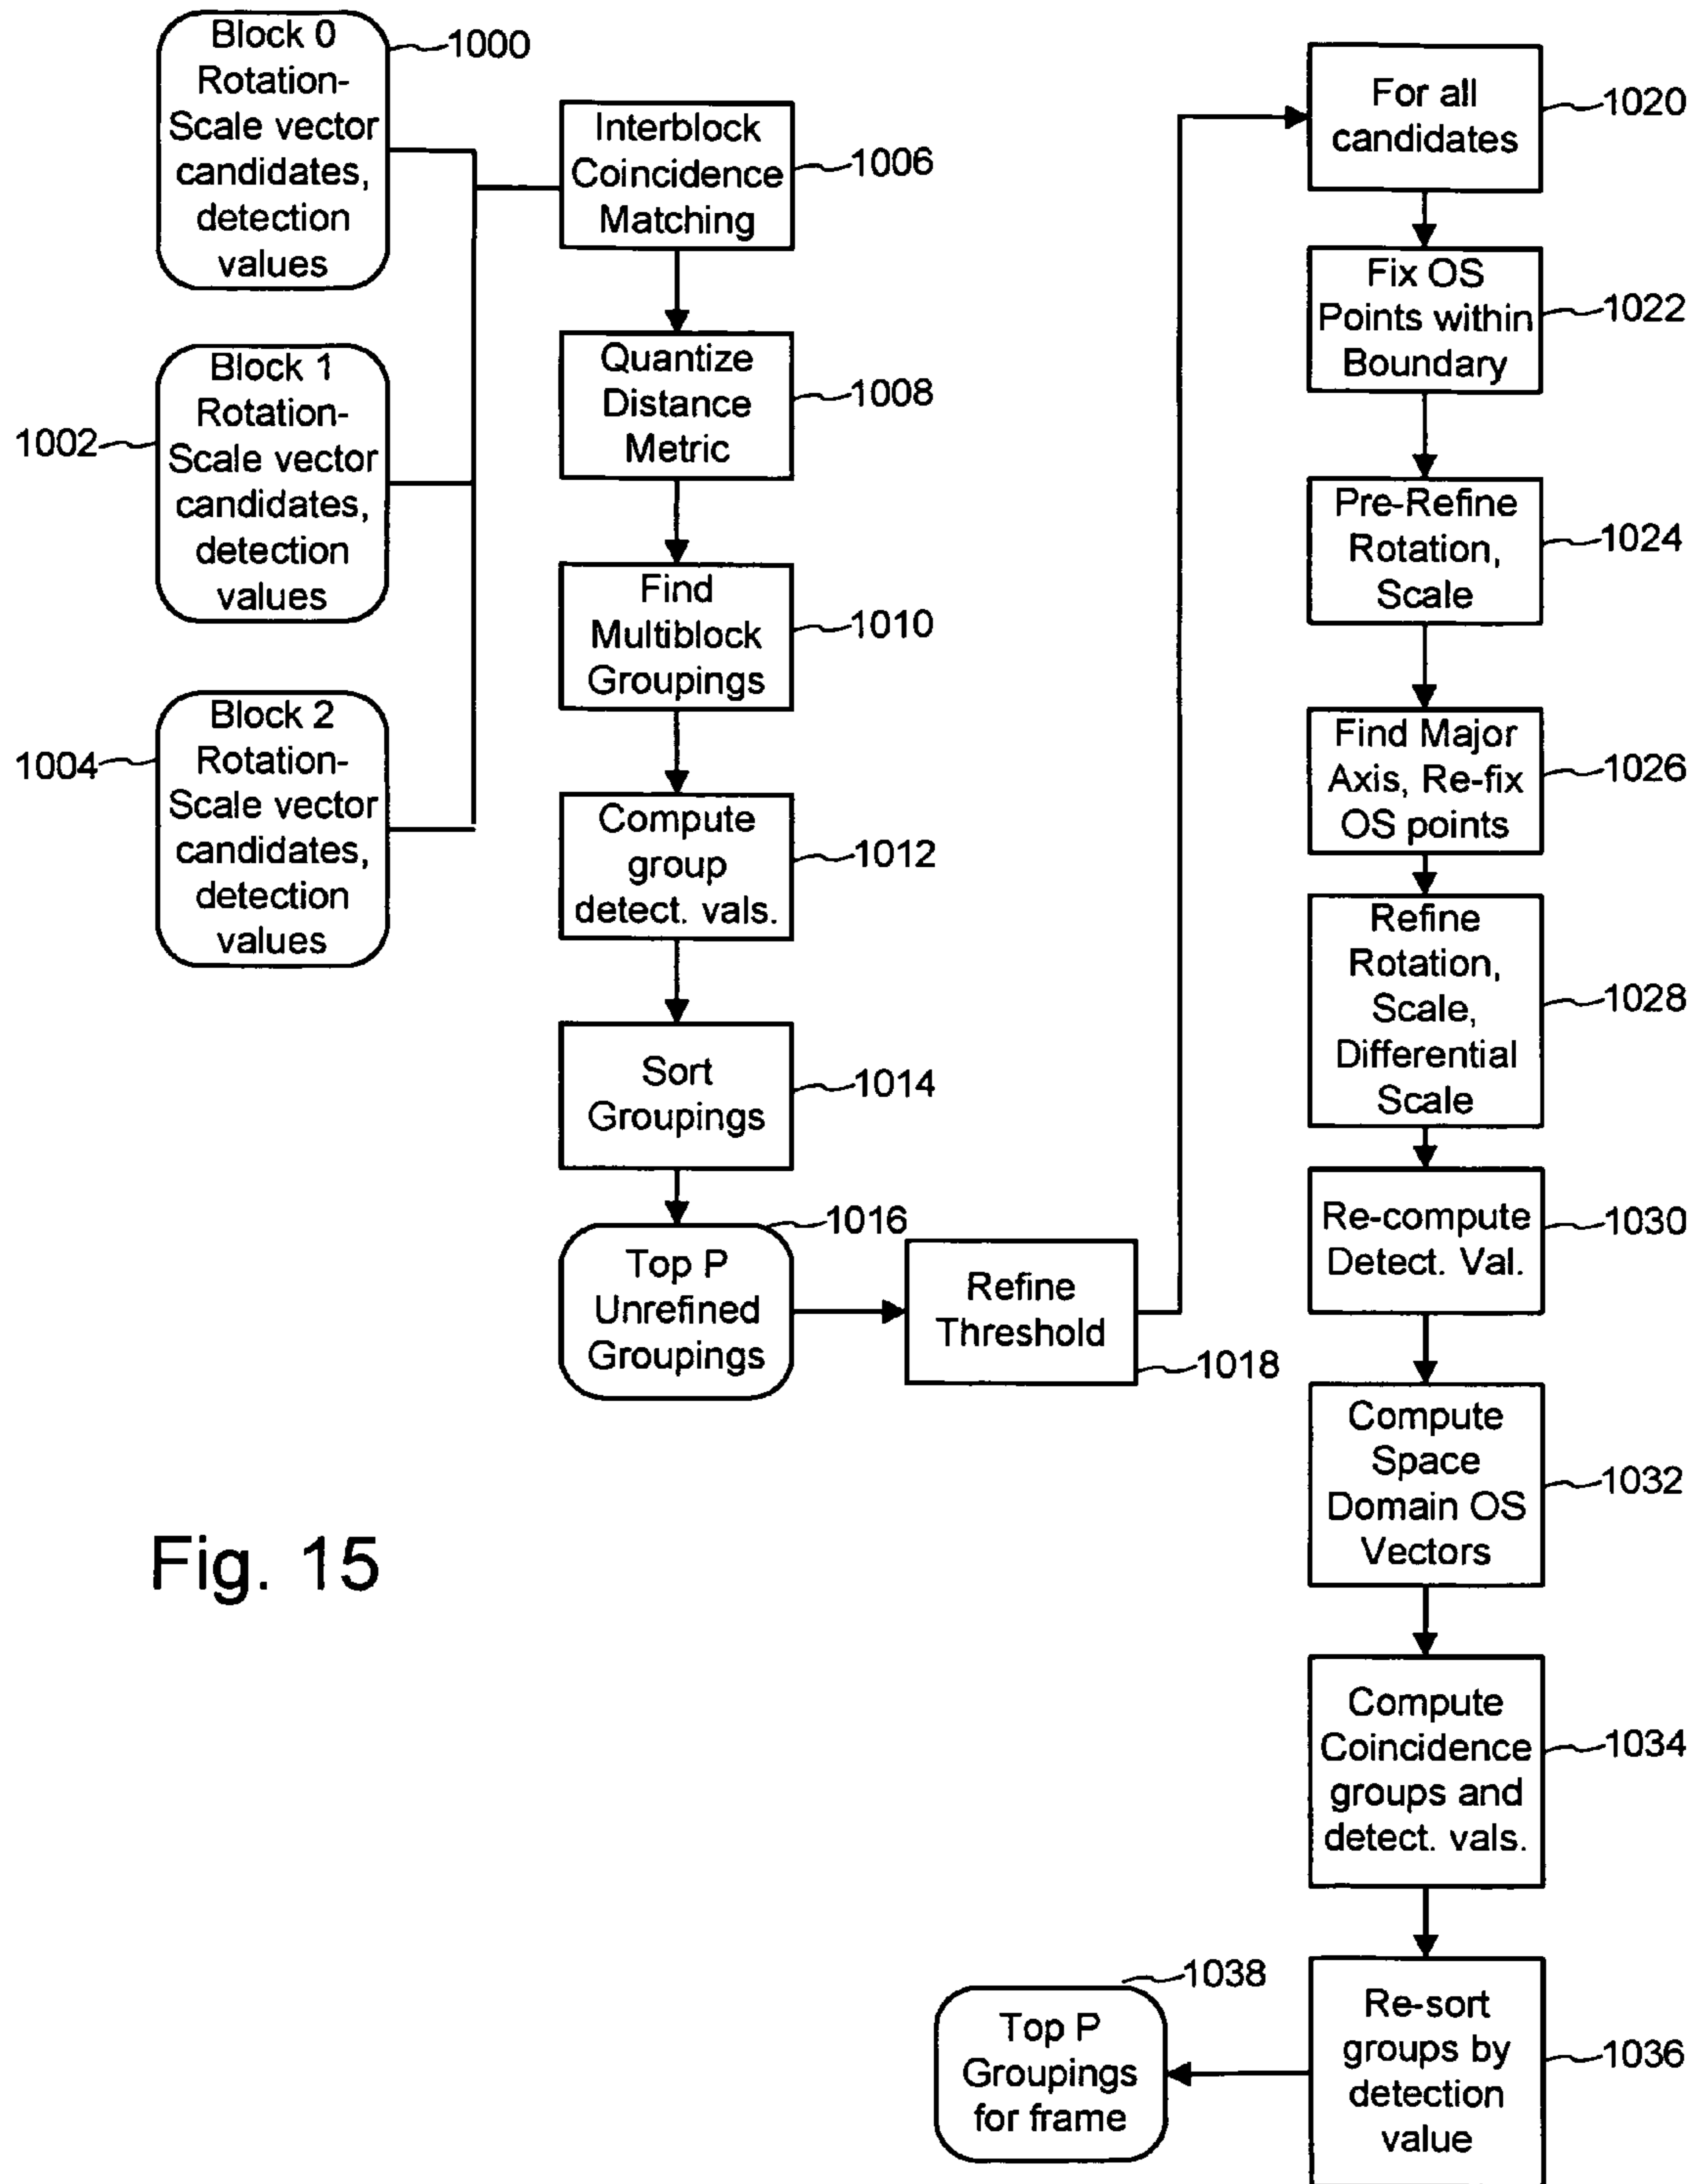 Block 0
Rotation-
Scale vector
candidates,
detection
values
1000
Block 1
Rotation-
Scale vector
candidates,
detection
values
1002
Block 2
Rotation-
Scale vector
candidates,
detection
values
1004
Interblock
Coincidence
Matching
1006
Quantize
Distance
Metric
1008
Find
Multiblock
Groupings
1010
Compute
group
detect. vals.
1012
Sort
Groupings
1014
Top P
Unrefined
Groupings
1016
Refine
Threshold
1018
For all
candidates
1020
Fix OS
Points within
Boundary
1022
Pre-Refine
Rotation,
Scale
1024
Find Major
Axis, Re-fix
OS points
1026
Refine
Rotation,
Scale,
Differential
Scale
1028
Re-compute
Detect. Val.
1030
Compute
Space
Domain OS
Vectors
1032
Compute
Coincidence
groups and
detect. vals.
1034
Re-sort
groups by
detection
value
1036
Top P
Groupings
for frame
1038
Fig. 15